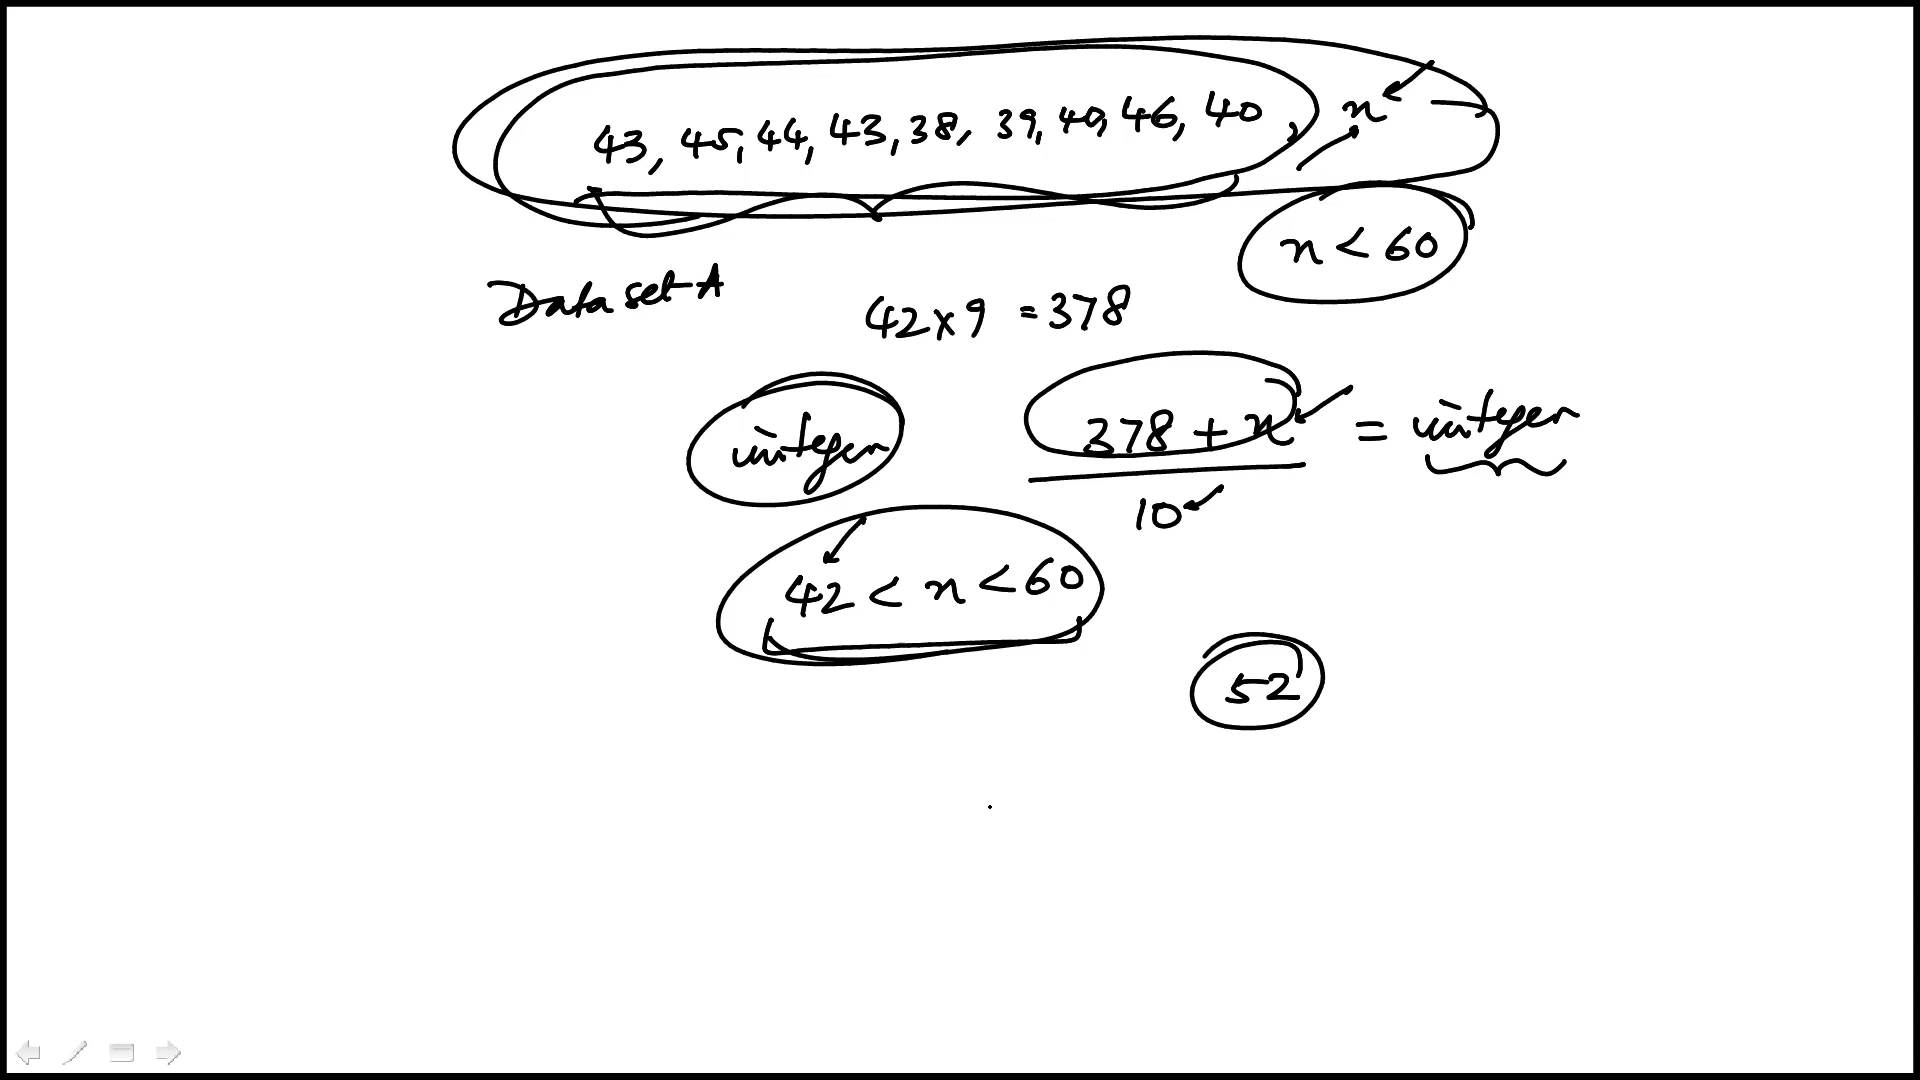 43, 45, 44, 43, 38, 39, 40, 46, 40, n
n < 60
Data set A
42 x 9 = 378
integer
378 + n = integer
10
42 < n < 60
52